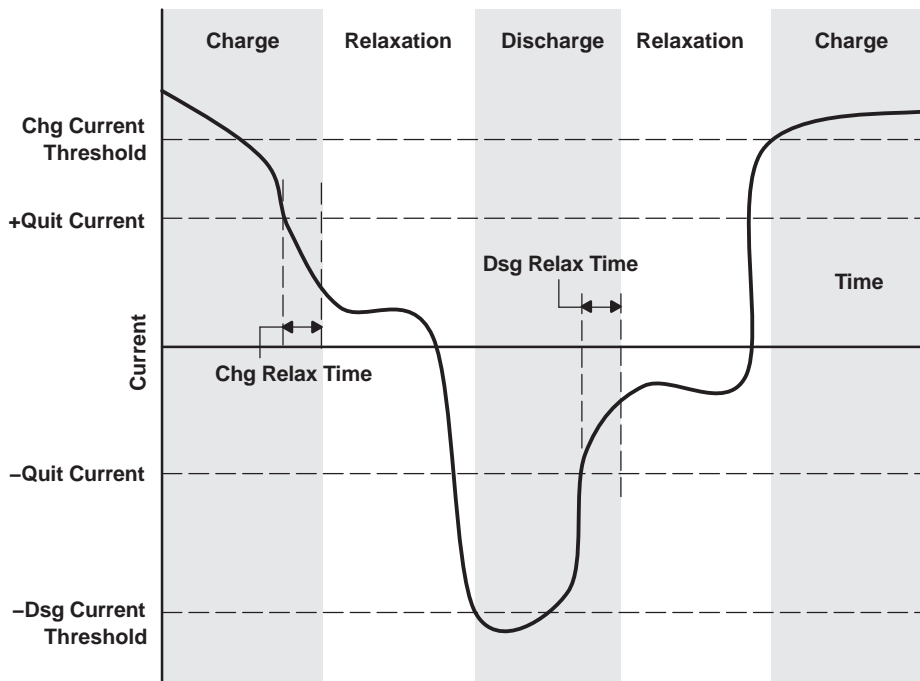 Charge
Relaxation
Discharge
Relaxation
Charge
Chg Current
Threshold
+Quit Current
Dsg Relax Time
Time
Current
Chg Relax Time
−Quit Current
−Dsg Current
Threshold